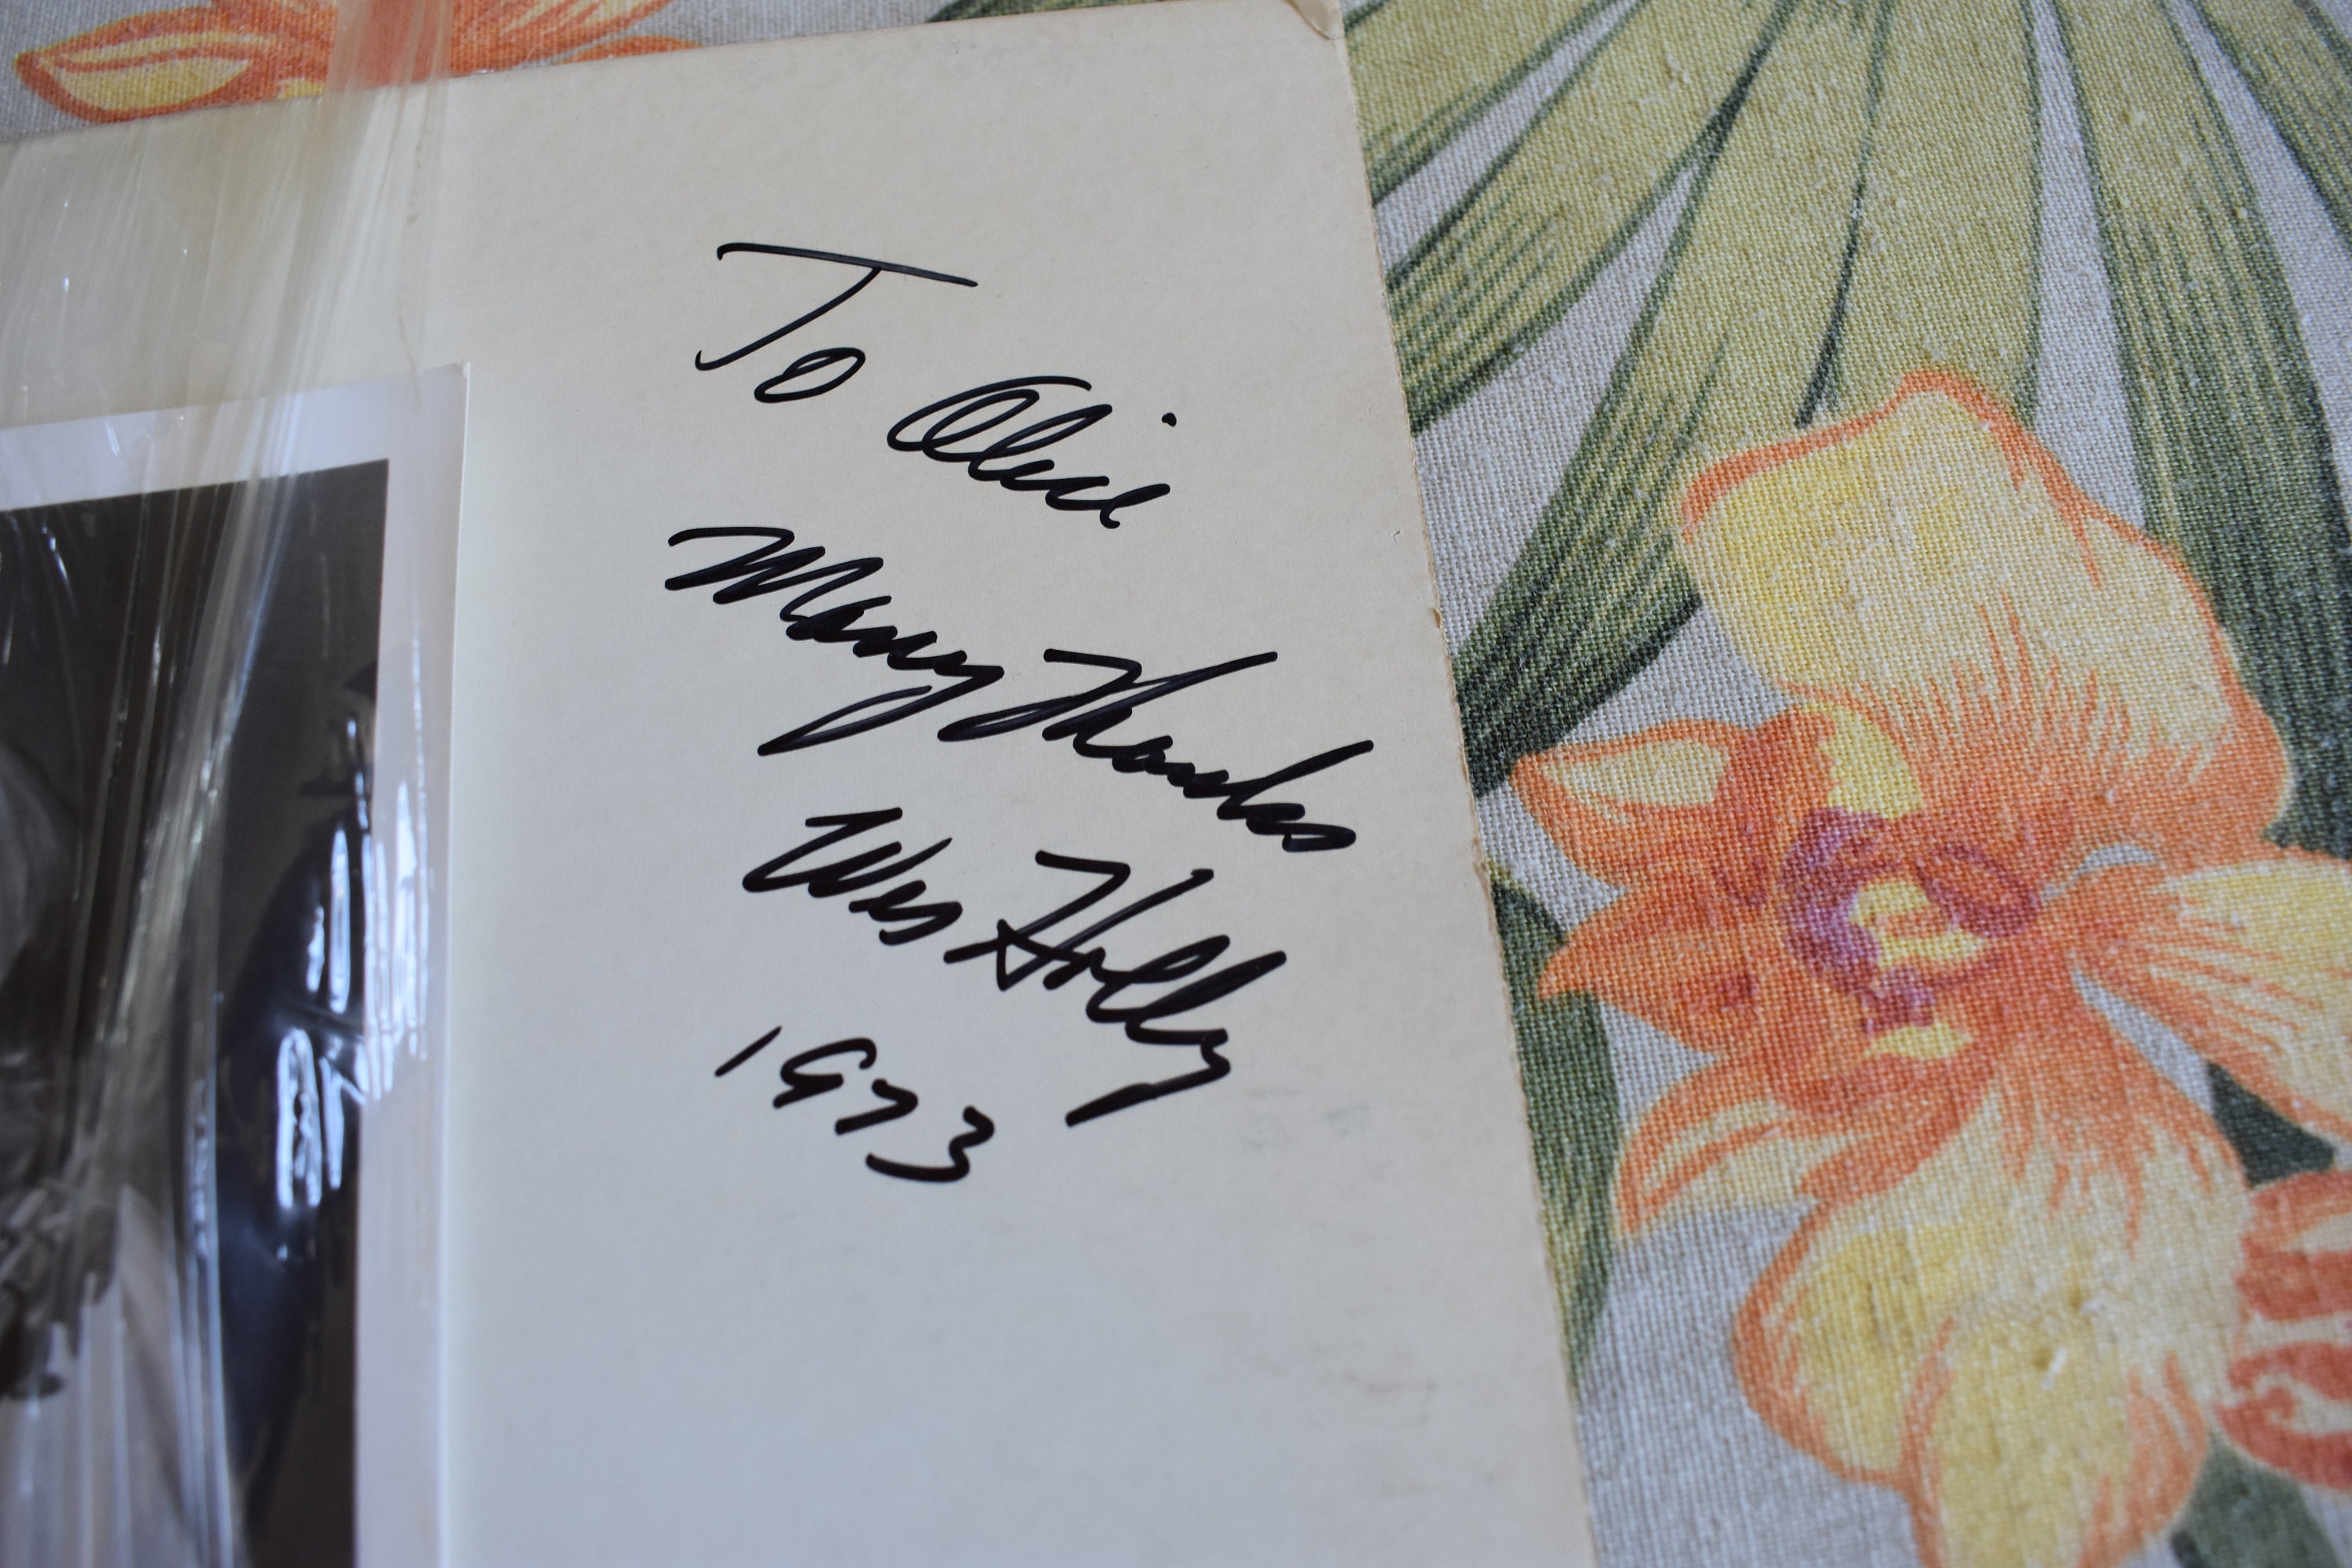 To Alice
Many Thanks
Wes Holly
1973